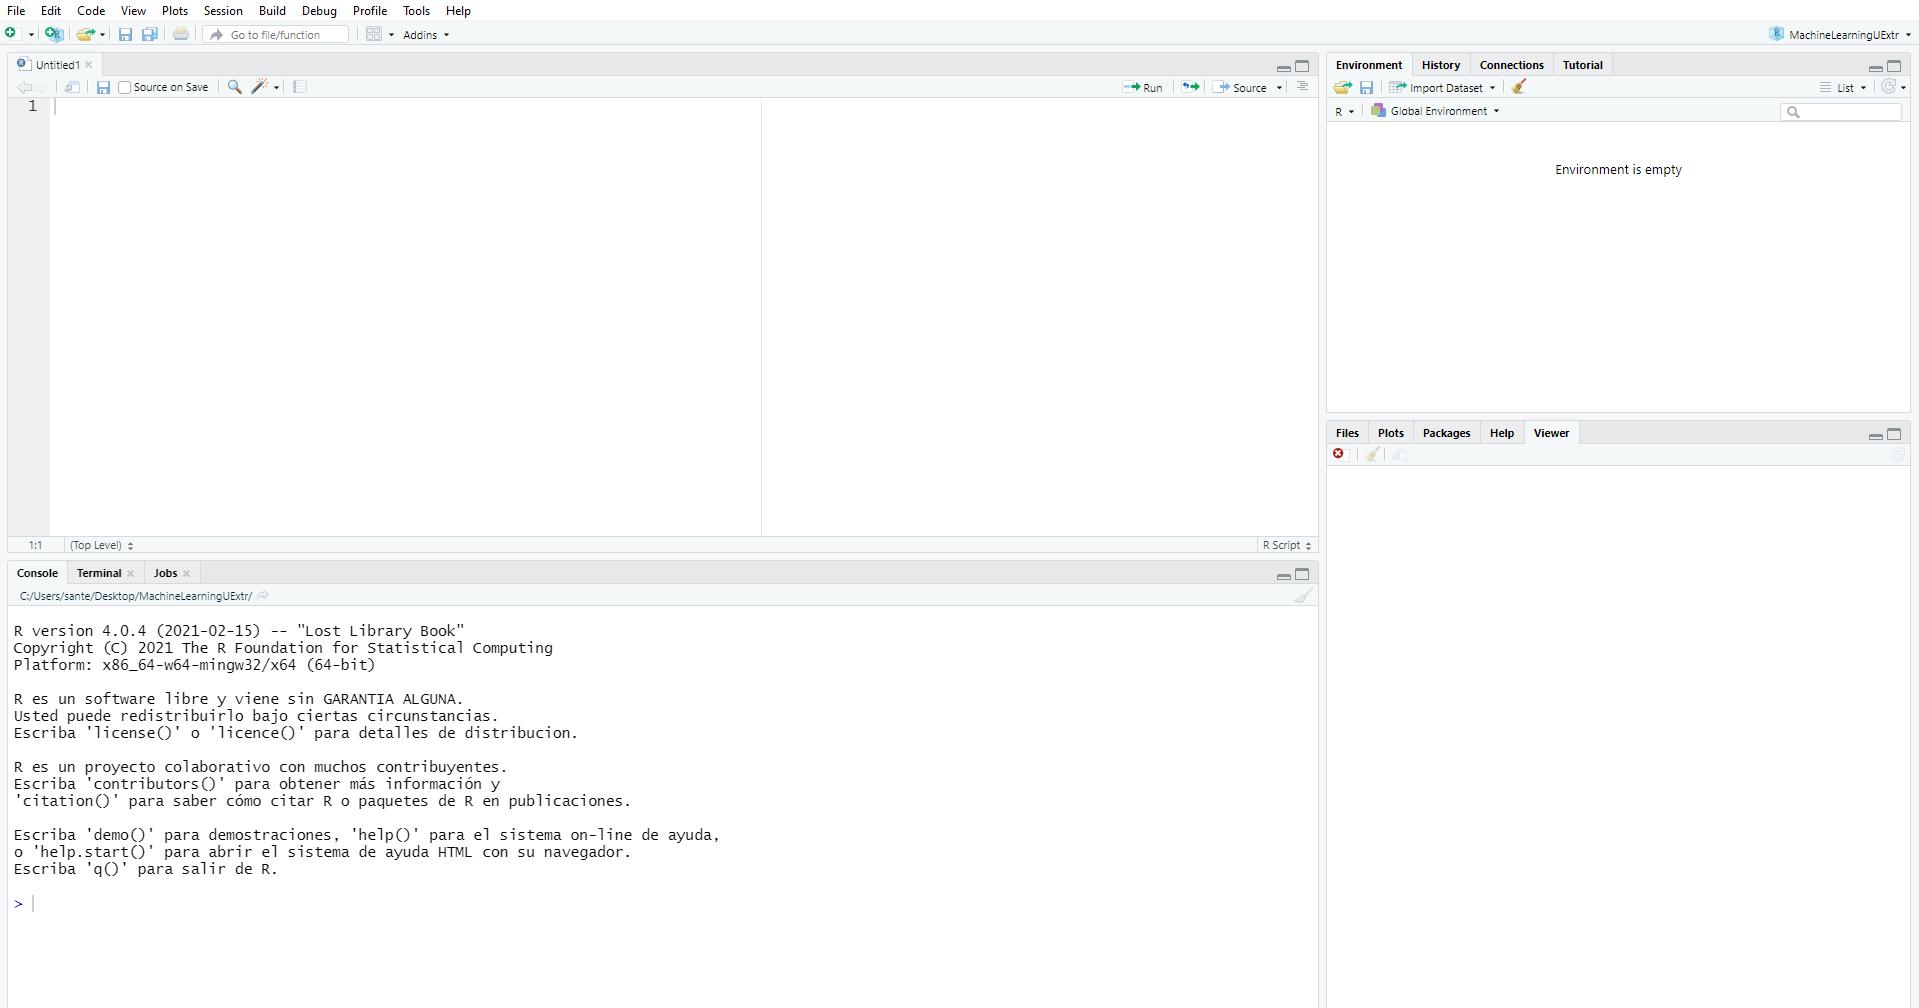 File Edit Code View Plots Session Build Debug Profile Tools Help
Go to file/function Addins MachineLearningUExtr
Untitled1
Source on Save Run Source
1
1:1 (Top Level) R Script
Console Terminal Jobs
C:/Users/sante/Desktop/MachineLearningUExtr/
R version 4.0.4 (2021-02-15) -- "Lost Library Book"
Copyright (C) 2021 The R Foundation for Statistical Computing
Platform: x86_64-w64-mingw32/x64 (64-bit)
R es un software libre y viene sin GARANTIA ALGUNA.
Usted puede redistribuirlo bajo ciertas circunstancias.
Escriba 'license()' o 'licence()' para detalles de distribucion.
R es un proyecto colaborativo con muchos contribuyentes.
Escriba 'contributors()' para obtener más información y
'citation()' para saber cómo citar R o paquetes de R en publicaciones.
Escriba 'demo()' para demostraciones, 'help()' para el sistema on-line de ayuda,
o 'help.start()' para abrir el sistema de ayuda HTML con su navegador.
Escriba 'q()' para salir de R.
>
Environment History Connections Tutorial
Import Dataset List
R Global Environment
Environment is empty
Files Plots Packages Help Viewer